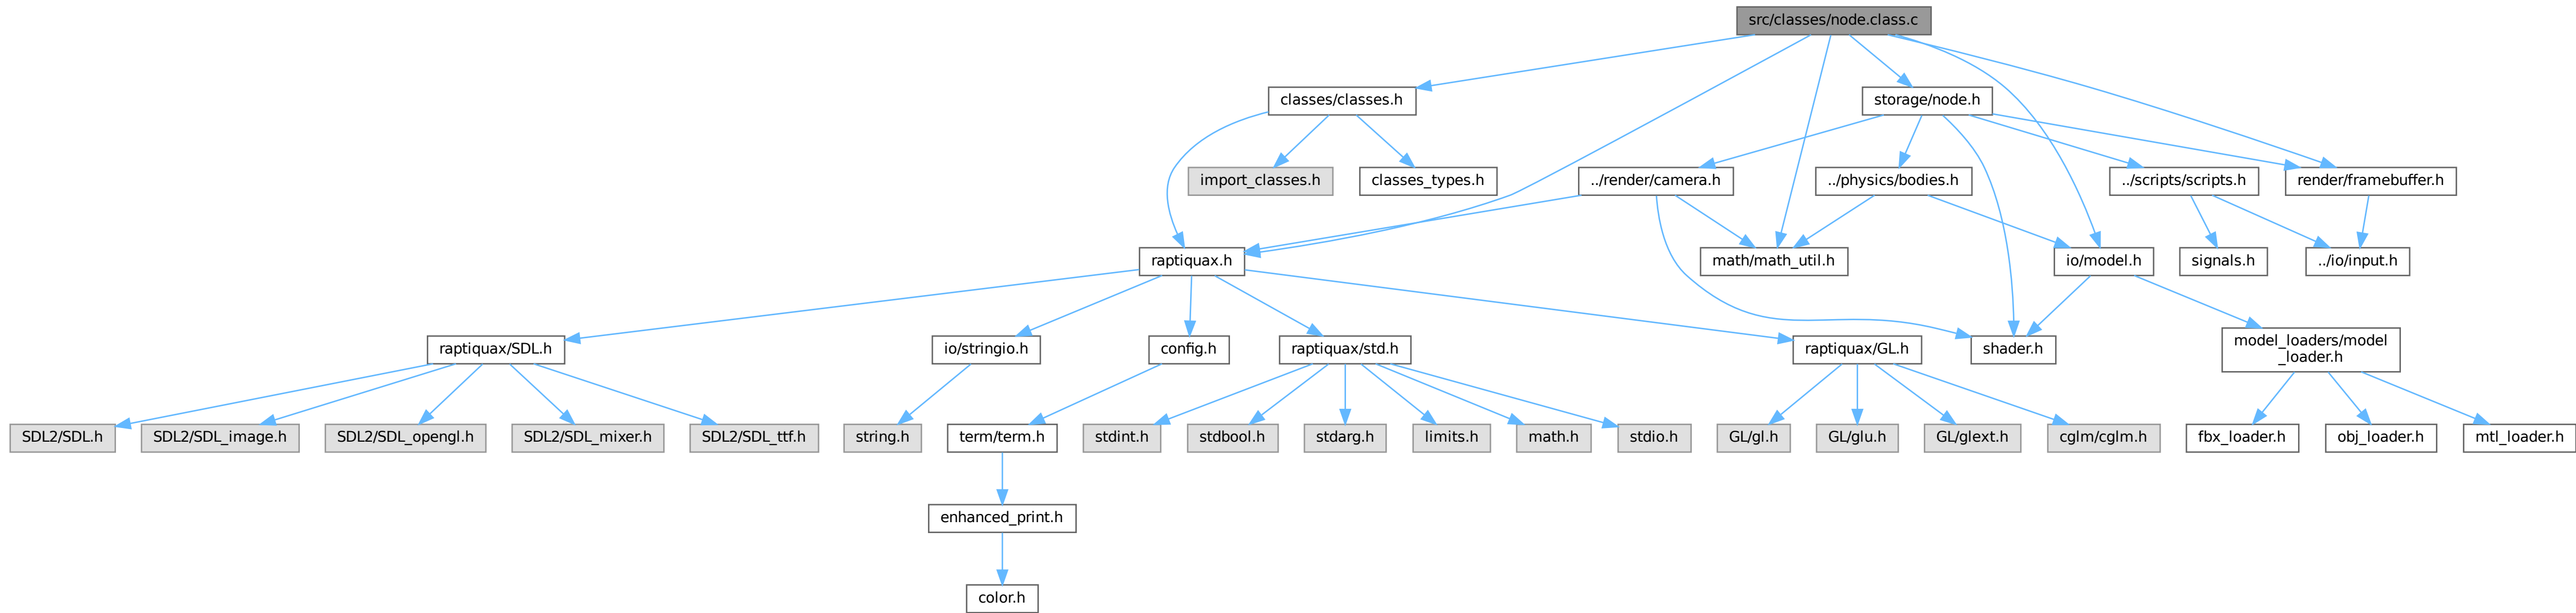 src/classes/node.class.c
classes/classes.h
storage/node.h
import_classes.h
classes_types.h
../render/camera.h
../physics/bodies.h
../scripts/scripts.h
render/framebuffer.h
raptiquax.h
math/math_util.h
io/model.h
signals.h
../io/input.h
raptiquax/SDL.h
io/stringio.h
config.h
raptiquax/std.h
raptiquax/GL.h
shader.h
model_loaders/model
_loader.h
SDL2/SDL.h
SDL2/SDL_image.h
SDL2/SDL_opengl.h
SDL2/SDL_mixer.h
SDL2/SDL_ttf.h
string.h
term/term.h
stdint.h
stdbool.h
stdarg.h
limits.h
math.h
stdio.h
GL/gl.h
GL/glu.h
GL/glext.h
cglm/cglm.h
fbx_loader.h
obj_loader.h
mtl_loader.h
enhanced_print.h
color.h